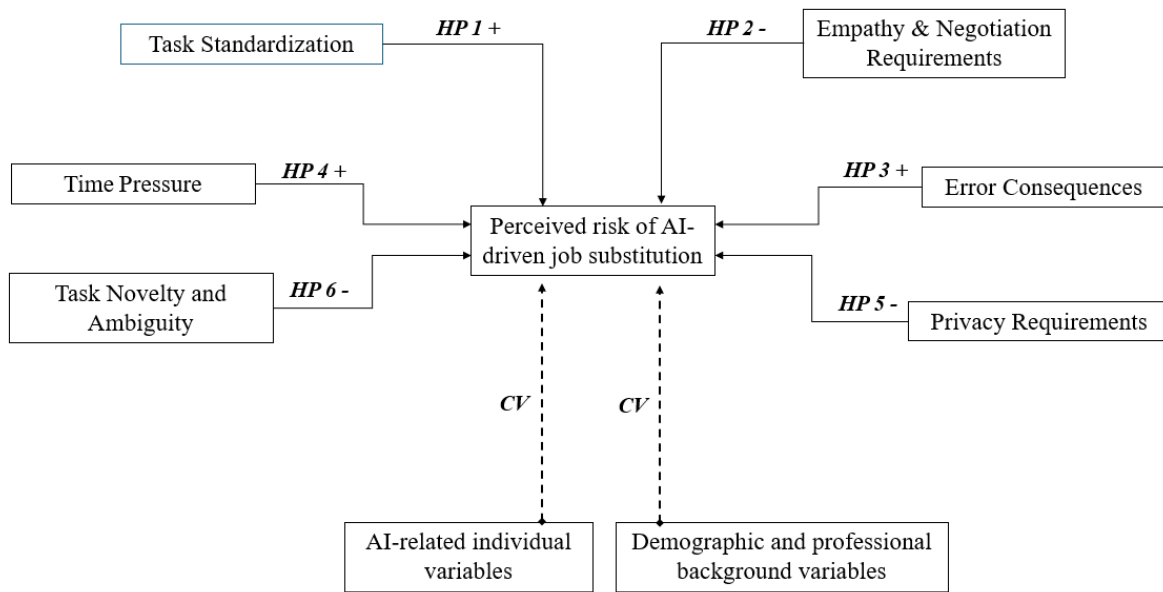 Task Standardization
HP 1 +
HP 2 -
Empathy & Negotiation
Requirements
Time Pressure
HP 4 +
HP 3 +
Error Consequences
Perceived risk of AI-
driven job substitution
Task Novelty and
Ambiguity
HP 6 -
HP 5 -
Privacy Requirements
CV
CV
AI-related individual
variables
Demographic and professional
background variables